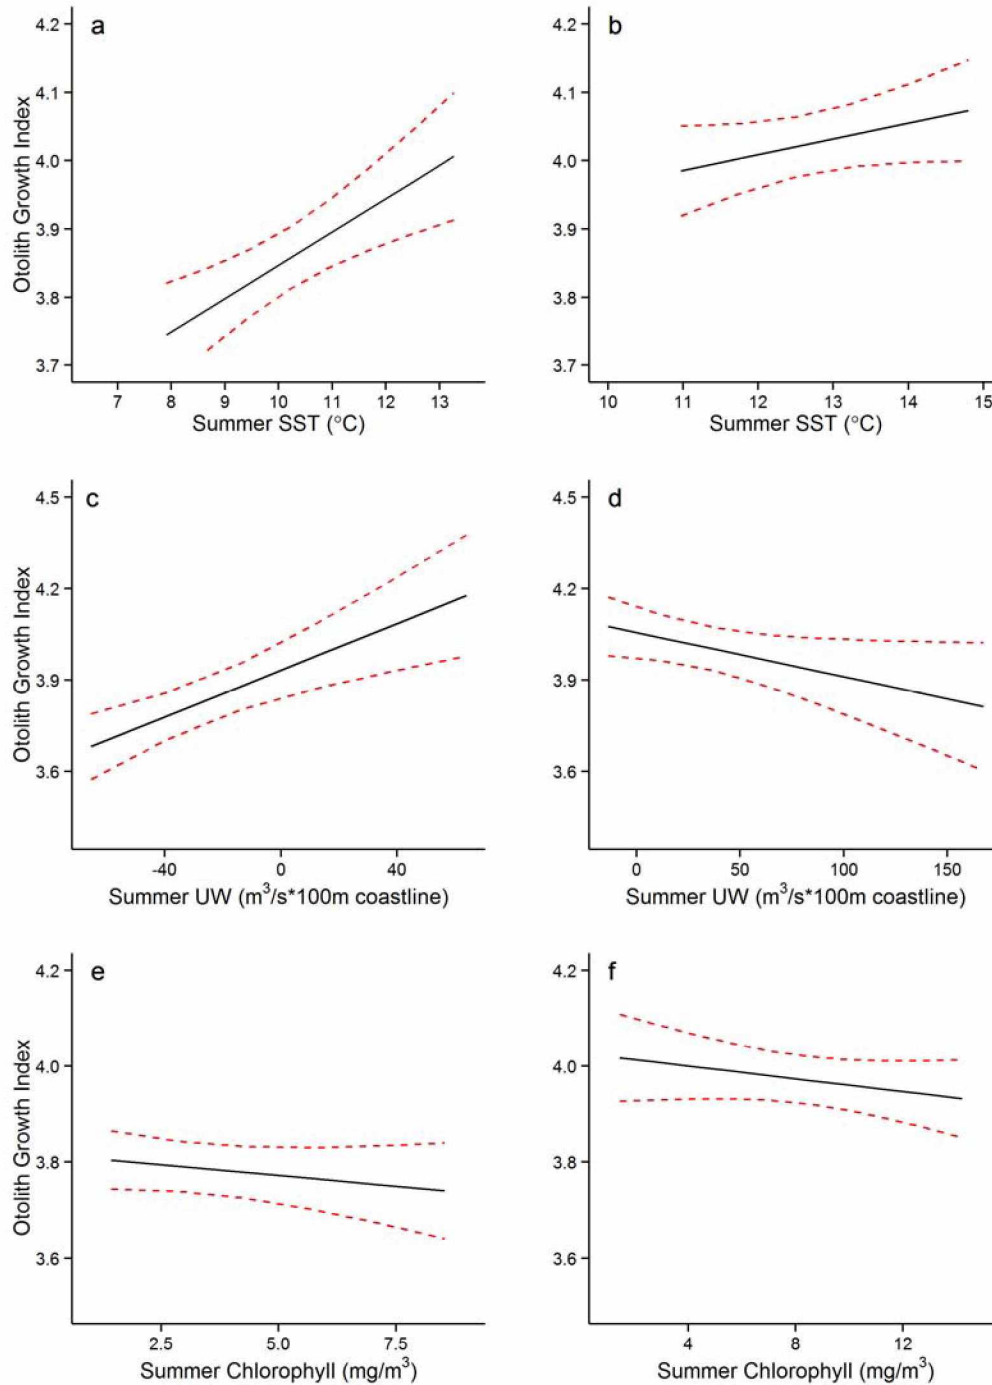 a
4.2
4.1
4.0
3.9
3.8
3.7
Otolith Growth Index
7 8 9 10 11 12 13
Summer SST (°C)
b
4.2
4.1
4.0
3.9
3.8
3.7
10 11 12 13 14 15
Summer SST (°C)
c
4.5
4.2
3.9
3.6
Otolith Growth Index
-40 0 40
Summer UW (m³/s*100m coastline)
d
4.5
4.2
3.9
3.6
0 50 100 150
Summer UW (m³/s*100m coastline)
e
4.2
4.0
3.8
3.6
Otolith Growth Index
2.5 5.0 7.5
Summer Chlorophyll (mg/m³)
f
4.2
4.0
3.8
3.6
4 8 12
Summer Chlorophyll (mg/m³)